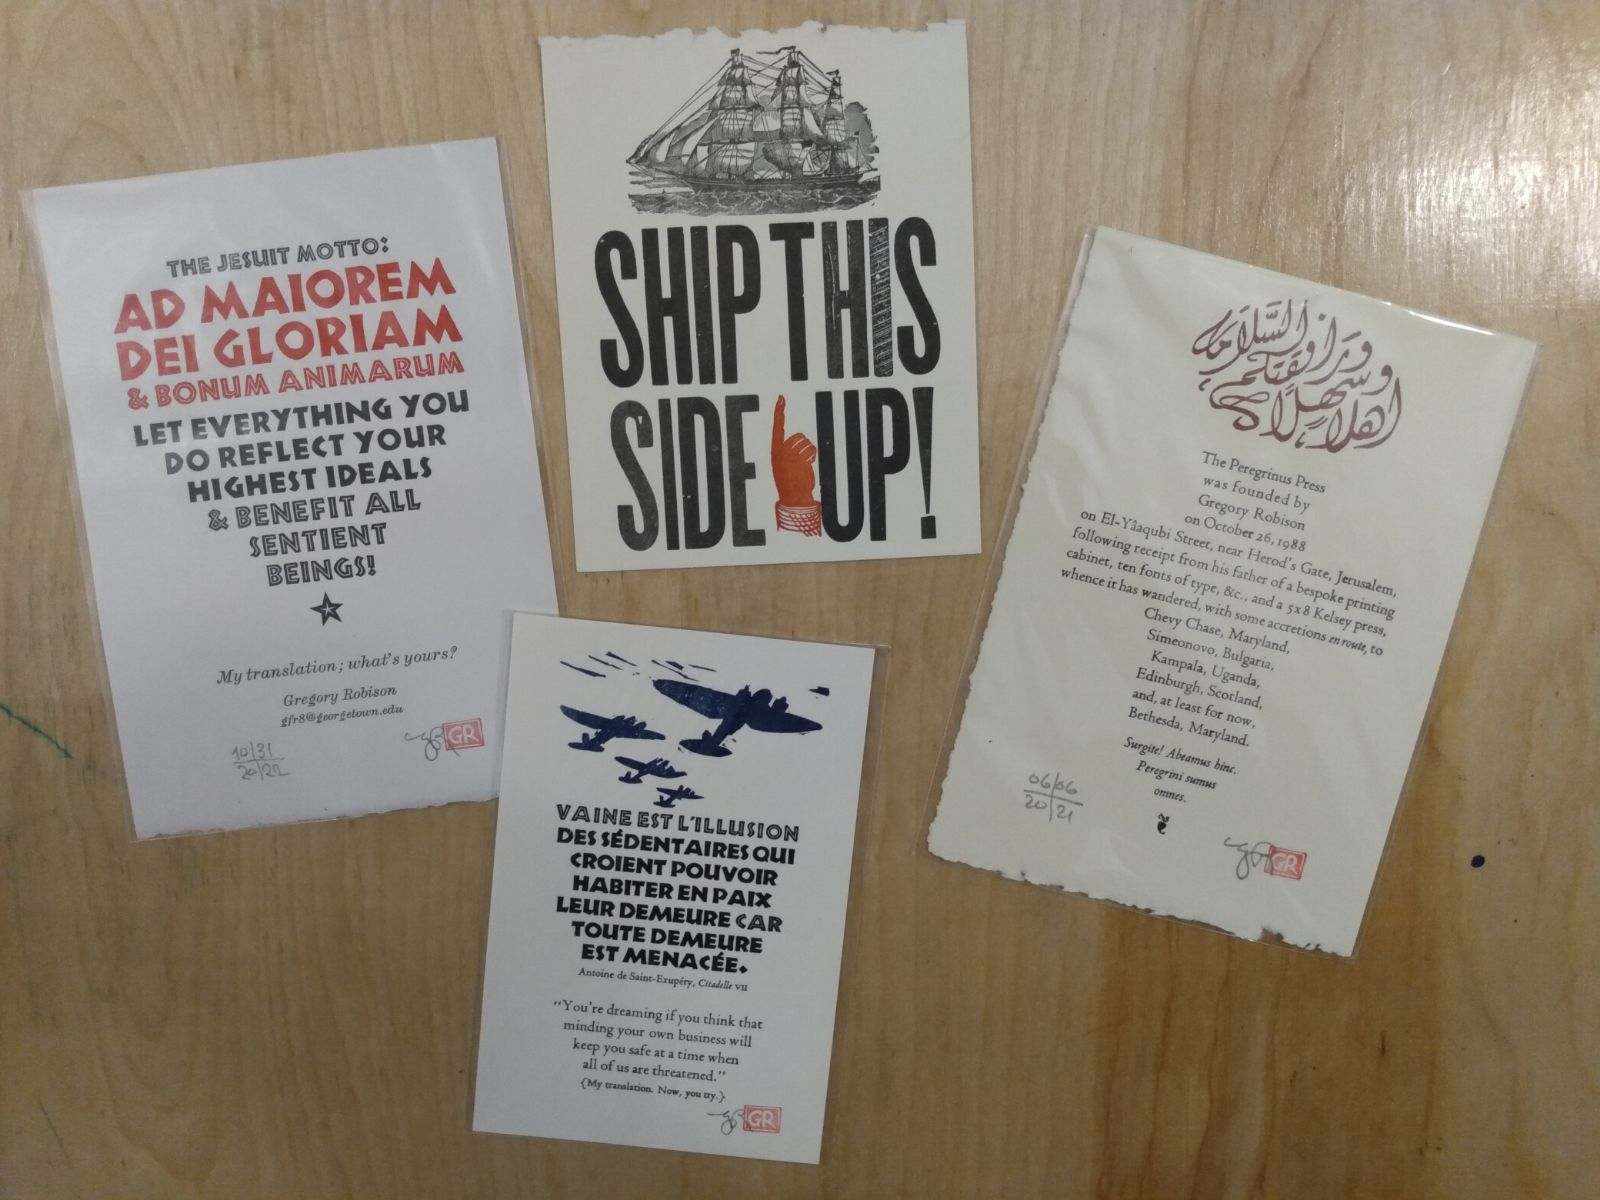 THE JESUIT MOTTO:
AD MAIOREM
DEI GLORIAM
& BONUM ANIMARUM
LET EVERYTHING YOU
DO REFLECT YOUR
HIGHEST IDEALS
& BENEFIT ALL
SENTIENT
BEINGS!
My translation; what's yours?
Gregory Robison
gfr8@georgetown.edu
10/31
20/22
GR
SHIP THIS
SIDE UP!
VAINE EST L'ILLUSION
DES SÉDENTAIRES QUI
CROIENT POUVOIR
HABITER EN PAIX
LEUR DEMEURE CAR
TOUTE DEMEURE
EST MENACÉE.
Antoine de Saint-Exupéry, Citadelle VII
"You're dreaming if you think that
minding your own business will
keep you safe at a time when
all of us are threatened."
{My translation. Now, you try.}
GR
اهلاً وسهلاً
ورافقتكم السلامة
The Peregrinus Press
was founded by
Gregory Robison
on October 26, 1988
on El-Yâaqubi Street, near Herod's Gate, Jerusalem,
following receipt from his father of a bespoke printing
cabinet, ten fonts of type, &c., and a 5x8 Kelsey press,
whence it has wandered, with some accretions en route, to
Chevy Chase, Maryland,
Simeonovo, Bulgaria,
Kampala, Uganda,
Edinburgh, Scotland,
and, at least for now,
Bethesda, Maryland.
Surgite! Abeamus hinc.
Peregrini sumus
omnes.
06/06
20/21
GR